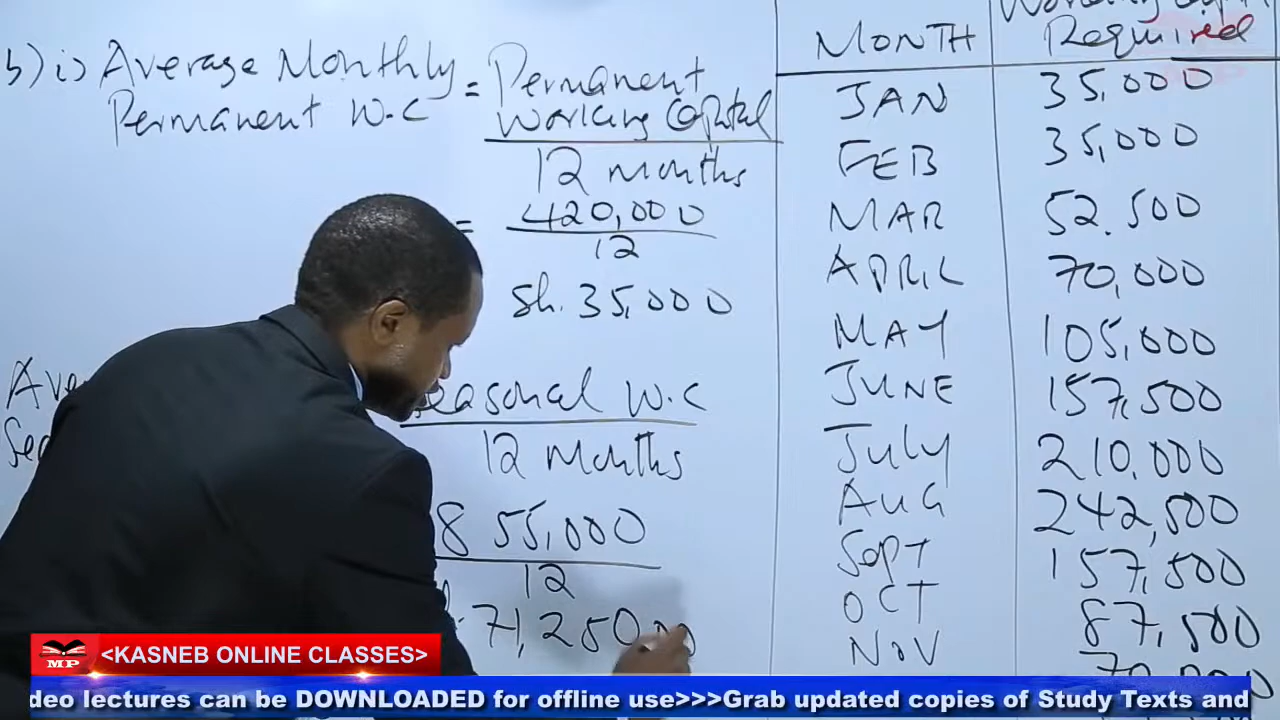 b) i) Average Monthly
Permanent W.C
= Permanent
Working Capital
12 months
= 420,000
12
Sh. 35,000
Seasonal W.C
12 Months
855,000
12
71,250
MONTH
Working
Required
JAN 35,000
FEB 35,000
MAR 52.500
APRIL 70,000
MAY 105,000
JUNE 157,500
July 210,000
AUG 242,500
Sept 157,500
OCT 87,500
NOV
MP
<KASNEB ONLINE CLASSES>
deo lectures can be DOWNLOADED for offline use>>>Grab updated copies of Study Texts and